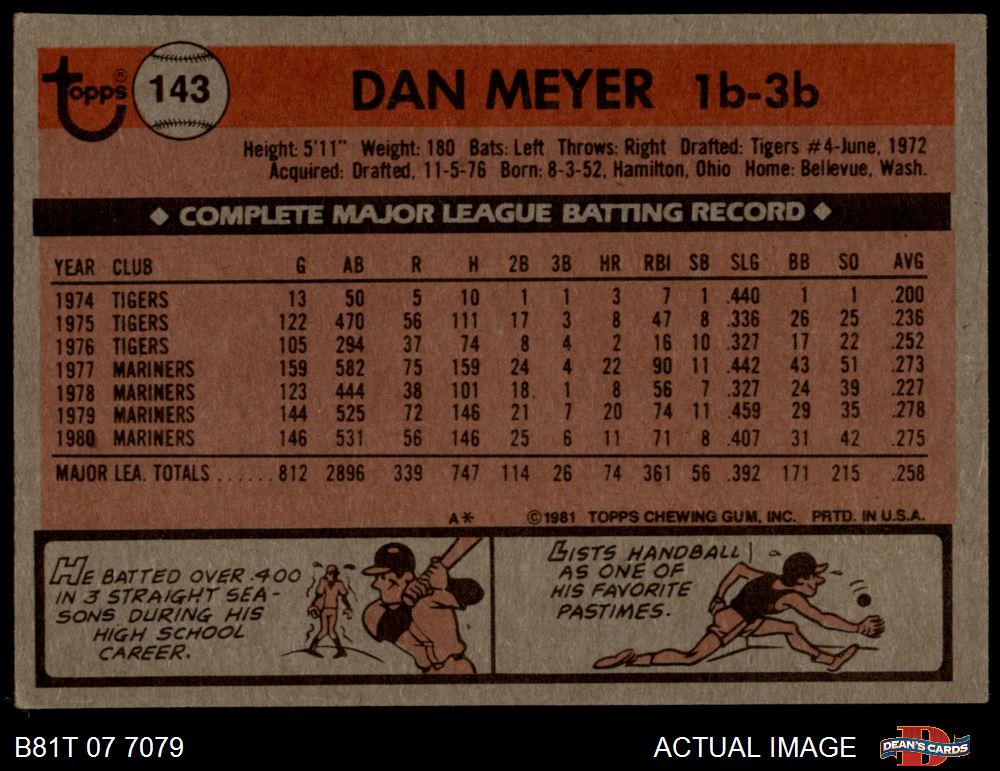 topps® 143 DAN MEYER 1b-3b
Height: 5'11" Weight: 180 Bats: Left Throws: Right Drafted: Tigers #4-June, 1972
Acquired: Drafted, 11-5-76 Born: 8-3-52, Hamilton, Ohio Home: Bellevue, Wash.
◆ COMPLETE MAJOR LEAGUE BATTING RECORD ◆
YEAR CLUB G AB R H 2B 3B HR RBI SB SLG BB SO AVG
1974 TIGERS 13 50 5 10 1 1 3 7 1 .440 1 1 .200
1975 TIGERS 122 470 56 111 17 3 8 47 8 .336 26 25 .236
1976 TIGERS 105 294 37 74 8 4 2 16 10 .327 17 22 .252
1977 MARINERS 159 582 75 159 24 4 22 90 11 .442 43 51 .273
1978 MARINERS 123 444 38 101 18 1 8 56 7 .327 24 39 .227
1979 MARINERS 144 525 72 146 21 7 20 74 11 .459 29 35 .278
1980 MARINERS 146 531 56 146 25 6 11 71 8 .407 31 42 .275
MAJOR LEA. TOTALS ...... 812 2896 339 747 114 26 74 361 56 .392 171 215 .258
A* ©1981 TOPPS CHEWING GUM, INC. PRTD. IN U.S.A.
HE BATTED OVER .400
IN 3 STRAIGHT SEA-
SONS DURING HIS
HIGH SCHOOL
CAREER.
LISTS HANDBALL
AS ONE OF
HIS FAVORITE
PASTIMES.
B81T 07 7079 ACTUAL IMAGE DEAN'S CARDS